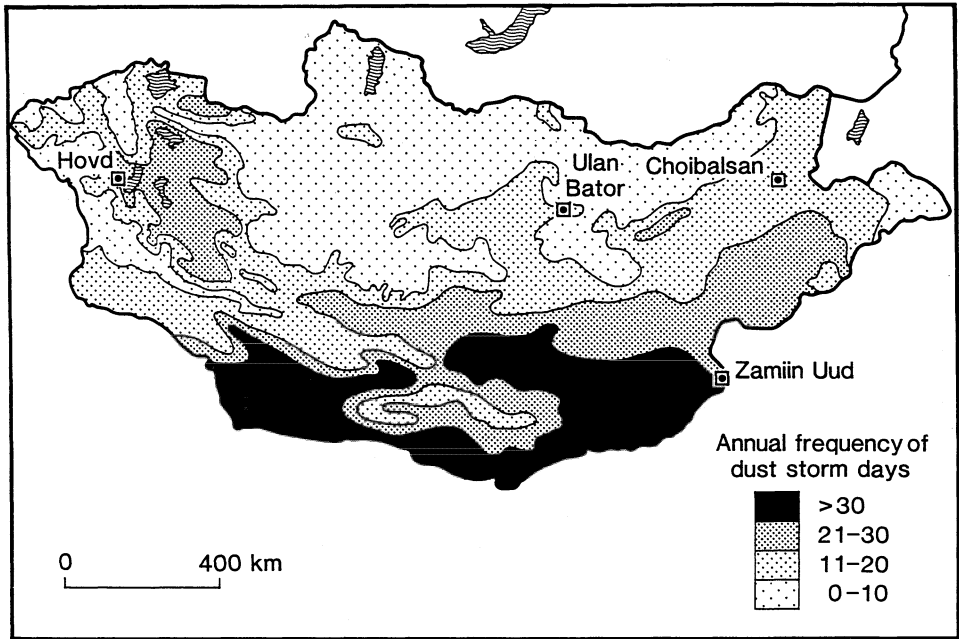 Hovd
Ulan
Bator
Choibalsan
Zamiin Uud
Annual frequency of
dust storm days
>30
21–30
11–20
0–10
0 400 km